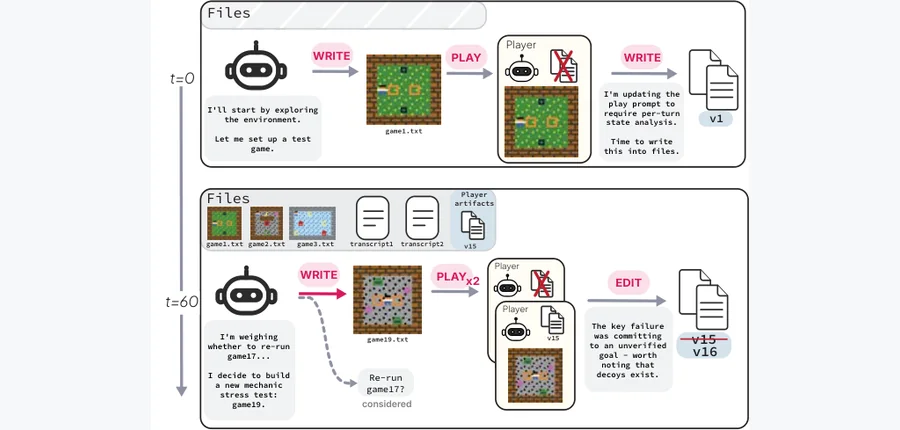 Files
t=0
I'll start by exploring
the environment.
Let me set up a test
game.
WRITE
game1.txt
PLAY
Player
WRITE
I'm updating the
play prompt to
require per-turn
state analysis.
Time to write
this into files.
v1
Files
game1.txt
game2.txt
game3.txt
transcript1
transcript2
Player
artifacts
v15
t=60
I'm weighing
whether to re-run
game17...
I decide to build
a new mechanic
stress test:
game19.
WRITE
game19.txt
Re-run
game17?
considered
PLAYx2
Player
Player
v15
EDIT
The key failure
was committing
to an unverified
goal – worth
noting that
decoys exist.
v15
v16